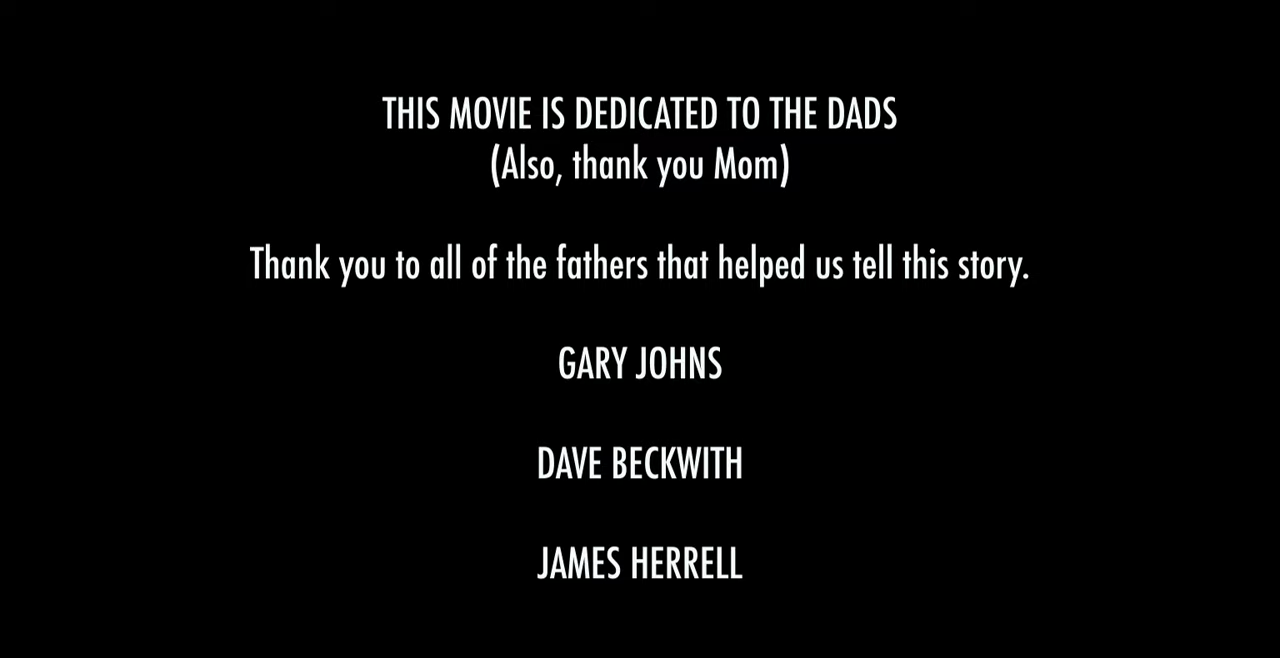 THIS MOVIE IS DEDICATED TO THE DADS
(Also, thank you Mom)
Thank you to all of the fathers that helped us tell this story.
GARY JOHNS
DAVE BECKWITH
JAMES HERRELL